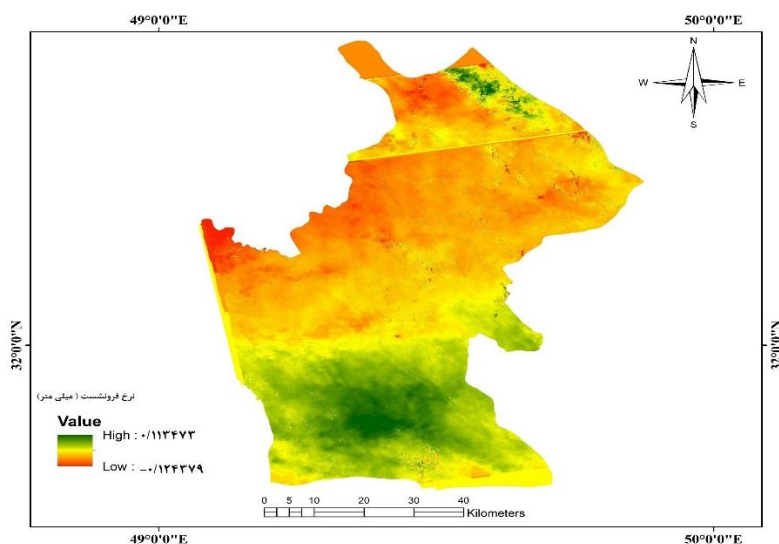 49°0'0"E
50°0'0"E
N
W
E
S
32°0'0"N
32°0'0"N
نرخ فرونشست ( میلی متر)
Value
High : ۰/۱۱۳۴۷۳
Low : -۰/۱۲۴۳۷۹
0 5 10 20 30 40
Kilometers
49°0'0"E
50°0'0"E